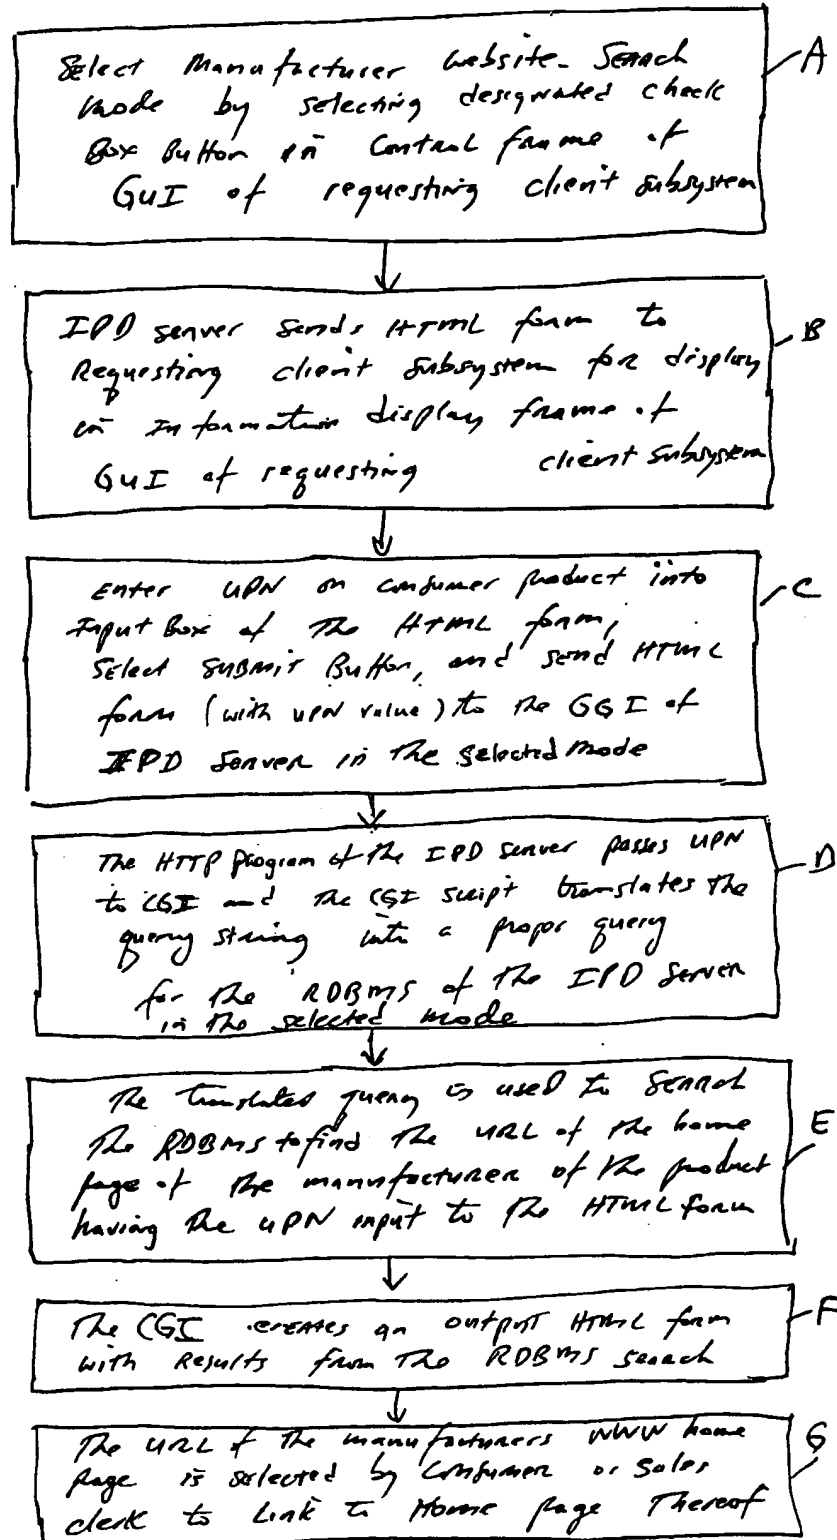 Select Manufacturer Website-Search
Mode by selecting designated check
Box Button in Control frame of
GUI of requesting client subsystem
A
IPD server sends HTML form to
Requesting client subsystem for display
in Information display frame of
GUI of requesting client subsystem
B
Enter UPN on consumer product into
Input Box of The HTML form,
Select SUBMIT Button, and send HTML
form (with UPN value) to the GGI of
IPD Server in the selected mode
C
The HTTP program of the IPD server passes UPN
to CGI and the CGI script translates the
query string into a proper query
for the RDBMS of the IPD Server
in the selected mode
D
The translated query is used to Search
The RDBMS to find the URL of the home
page of the manufacturer of the product
having the UPN input to the HTML form
E
The CGI creates an output HTML form
with Results from The RDBMS search
F
The URL of the manufacturers WWW home
page is selected by Consumer or Sales
clerk to Link to Home page Thereof
G